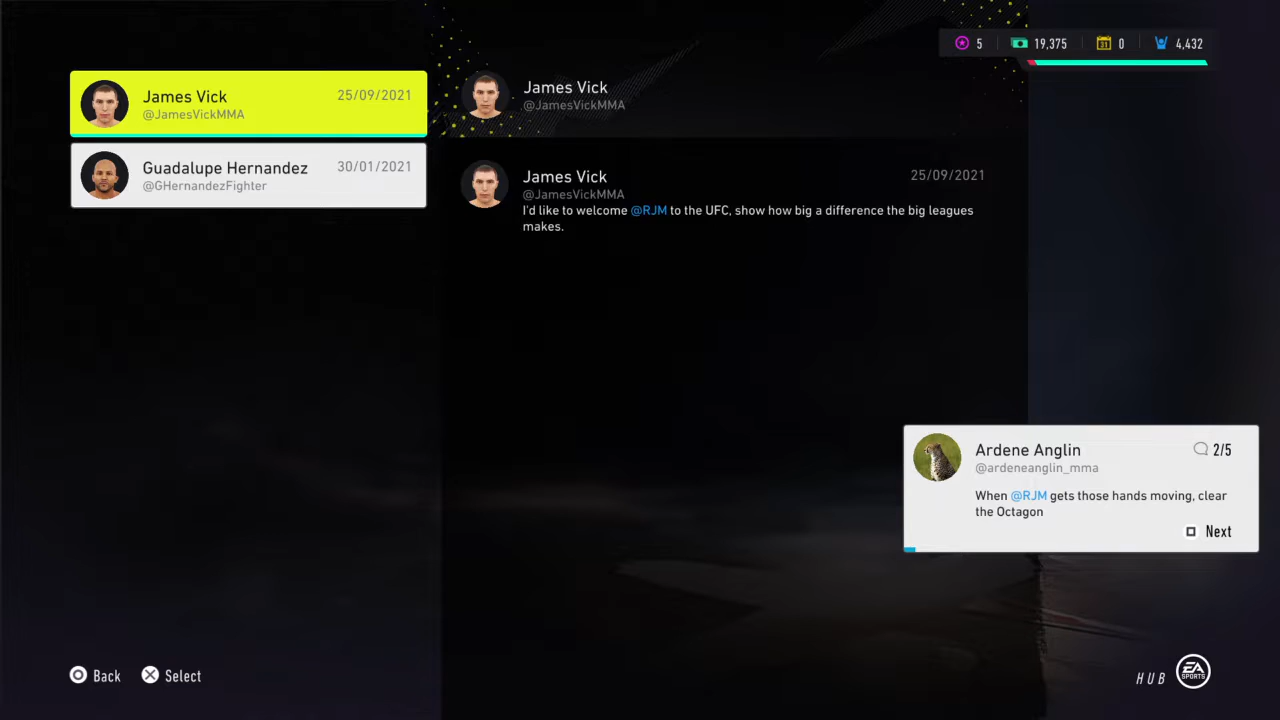 5 19,375 31 0 4,432
James Vick 25/09/2021
@JamesVickMMA
Guadalupe Hernandez 30/01/2021
@GHernandezFighter
James Vick
@JamesVickMMA
James Vick 25/09/2021
@JamesVickMMA
I'd like to welcome @RJM to the UFC, show how big a difference the big leagues
makes.
Ardene Anglin 2/5
@ardeneanglin_mma
When @RJM gets those hands moving, clear
the Octagon
Next
Back Select
HUB EA
SPORTS